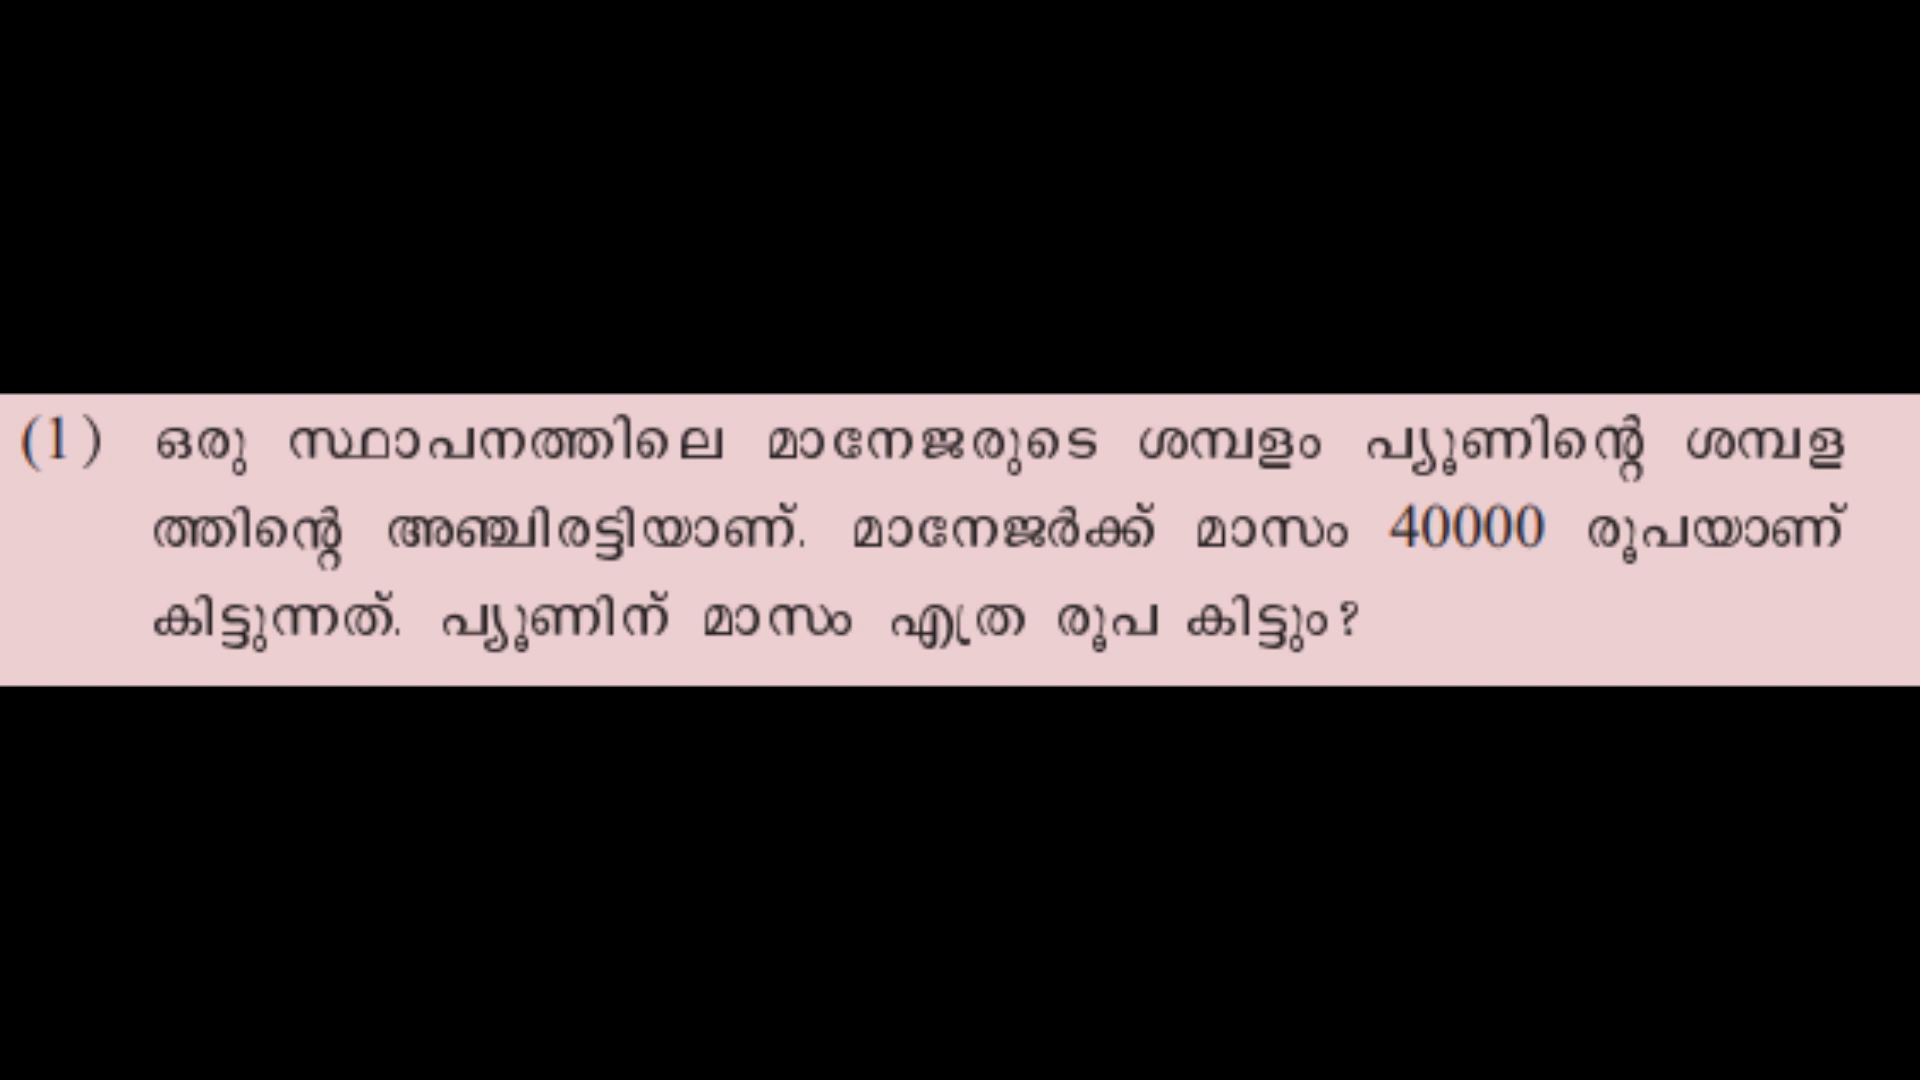 (1) ഒരു സ്ഥാപനത്തിലെ മാനേജരുടെ ശമ്പളം പ്യൂണിന്റെ ശമ്പള
ത്തിന്റെ അഞ്ചിരട്ടിയാണ്. മാനേജർക്ക് മാസം 40000 രൂപയാണ്
കിട്ടുന്നത്. പ്യൂണിന് മാസം എത്ര രൂപ കിട്ടും?